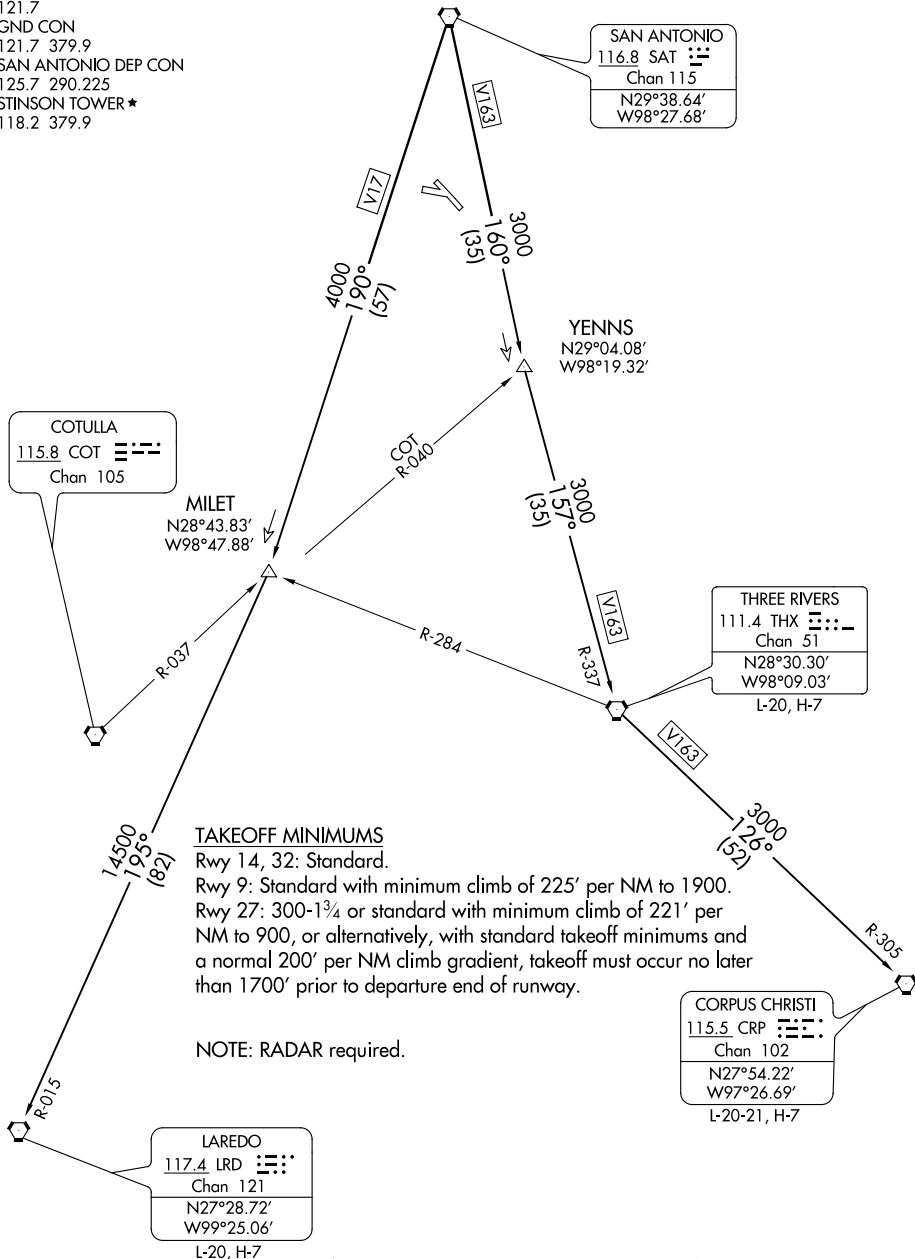 121.7
GND CON
121.7 379.9
SAN ANTONIO DEP CON
125.7 290.225
STINSON TOWER★
118.2 379.9
SAN ANTONIO
116.8 SAT
Chan 115
N29°38.64'
W98°27.68'
V163
V17
3000
160°
(35)
4000
190°
(57)
YENNS
N29°04.08'
W98°19.32'
COTULLA
115.8 COT
Chan 105
COT
R-040
MILET
N28°43.83'
W98°47.88'
3000
157°
(35)
THREE RIVERS
111.4 THX
Chan 51
N28°30.30'
W98°09.03'
L-20, H-7
V163
R-037
R-284
R-337
V163
14500
195°
(82)
3000
126°
(52)
TAKEOFF MINIMUMS
Rwy 14, 32: Standard.
Rwy 9: Standard with minimum climb of 225' per NM to 1900.
Rwy 27: 300-1¾ or standard with minimum climb of 221' per
NM to 900, or alternatively, with standard takeoff minimums and
a normal 200' per NM climb gradient, takeoff must occur no later
than 1700' prior to departure end of runway.
R-305
NOTE: RADAR required.
CORPUS CHRISTI
115.5 CRP
Chan 102
N27°54.22'
W97°26.69'
L-20-21, H-7
R-015
LAREDO
117.4 LRD
Chan 121
N27°28.72'
W99°25.06'
L-20, H-7